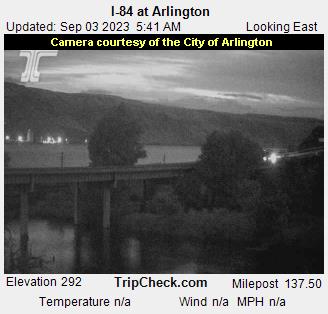 I-84 at Arlington
Updated: Sep 03 2023 5:41 AM Looking East
Camera courtesy of the City of Arlington
Elevation 292 TripCheck.com Milepost 137.50
Temperature n/a Wind n/a MPH n/a